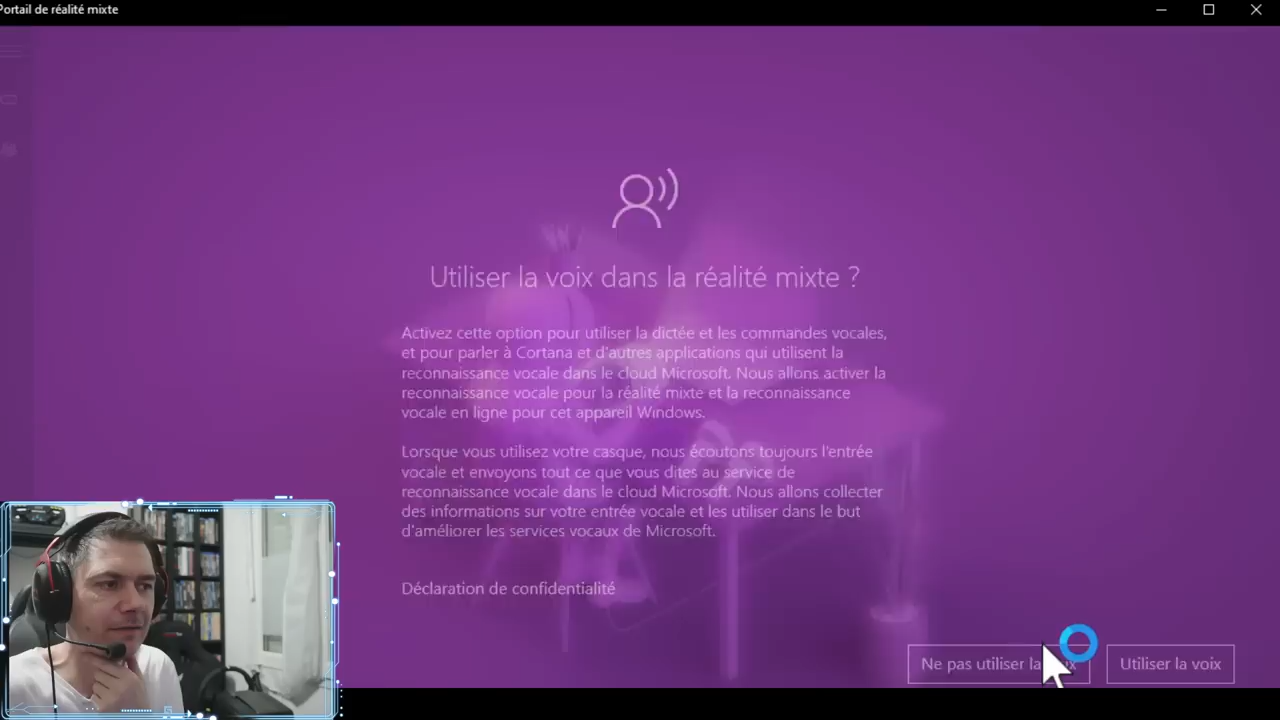 Portail de réalité mixte
Utiliser la voix dans la réalité mixte ?
Activez cette option pour utiliser la dictée et les commandes vocales,
et pour parler à Cortana et d'autres applications qui utilisent la
reconnaissance vocale dans le cloud Microsoft. Nous allons activer la
reconnaissance vocale pour la réalité mixte et la reconnaissance
vocale en ligne pour cet appareil Windows.
Lorsque vous utilisez votre casque, nous écoutons toujours l'entrée
vocale et envoyons tout ce que vous dites au service de
reconnaissance vocale dans le cloud Microsoft. Nous allons collecter
des informations sur votre entrée vocale et les utiliser dans le but
d'améliorer les services vocaux de Microsoft.
Déclaration de confidentialité
Ne pas utiliser la
Utiliser la voix